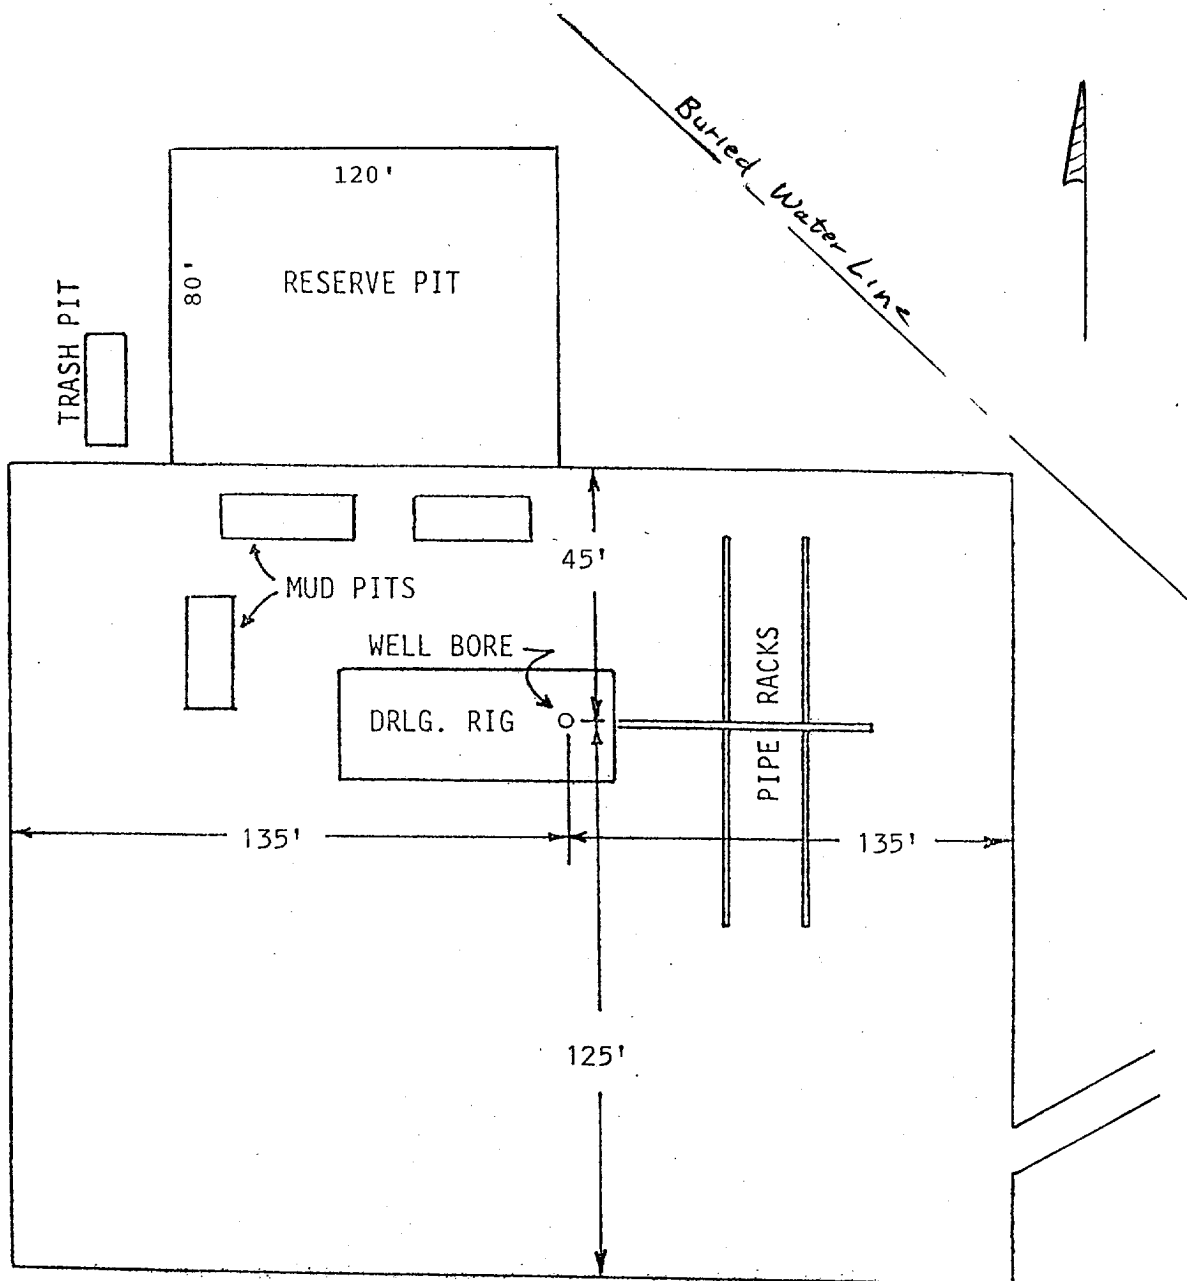 Buried Water Line
120'
80'
RESERVE PIT
TRASH PIT
45'
MUD PITS
WELL BORE
DRLG. RIG
PIPE RACKS
135'
135'
125'